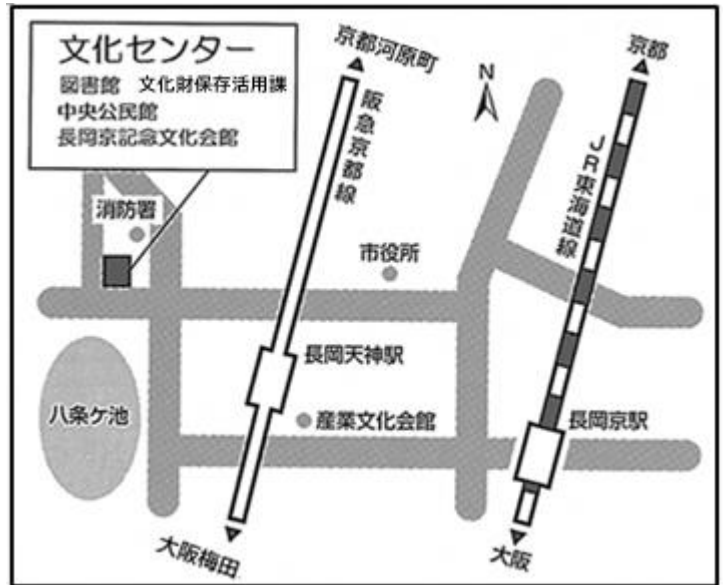 文化センター
図書館 文化財保存活用課
中央公民館
長岡京記念文化会館
京都河原町
阪急京都線
N
京都
JR東海道線
消防署
市役所
長岡天神駅
八条ケ池
産業文化会館
長岡京駅
大阪梅田
大阪